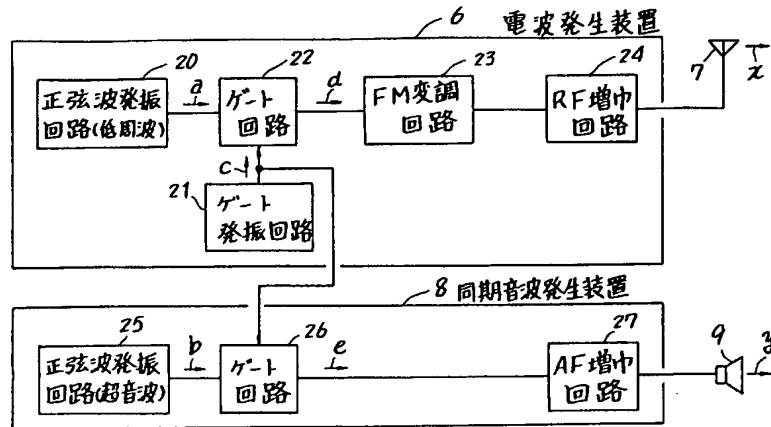 6
電波発生装置
20
正弦波発振
回路(低周波)
a
22
ゲート
回路
d
23
FM変調
回路
24
RF増巾
回路
7
x
c
21
ゲート
発振回路
8 同期音波発生装置
25
正弦波発振
回路(超音波)
b
26
ゲート
回路
e
27
AF増巾
回路
9
y